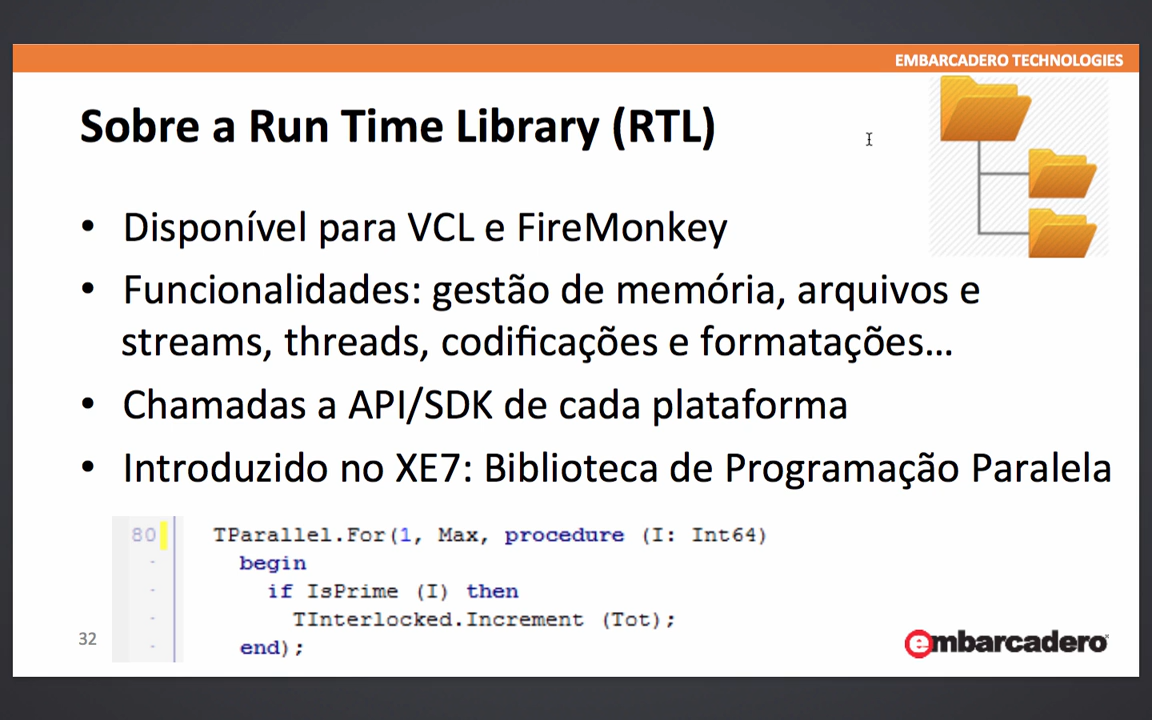 EMBARCADERO TECHNOLOGIES
Sobre a Run Time Library (RTL)
• Disponível para VCL e FireMonkey
• Funcionalidades: gestão de memória, arquivos e
streams, threads, codificações e formatações...
• Chamadas a API/SDK de cada plataforma
• Introduzido no XE7: Biblioteca de Programação Paralela
80 TParallel.For(1, Max, procedure (I: Int64)
begin
if IsPrime (I) then
TInterlocked.Increment (Tot);
end);
32
embarcadero